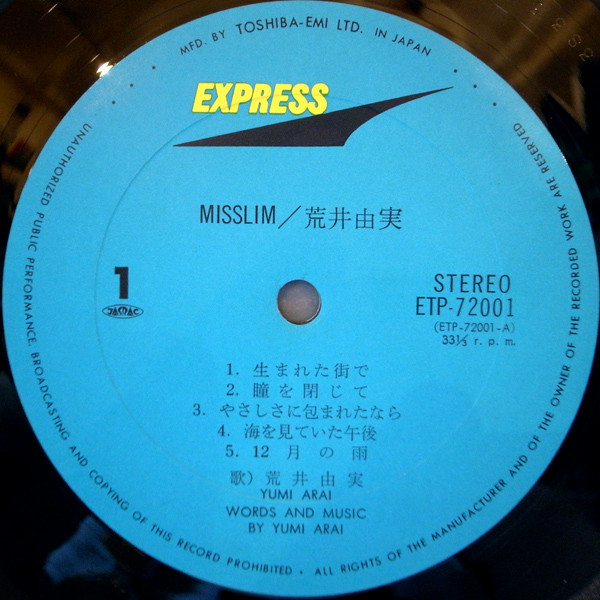 MFD. BY TOSHIBA-EMI LTD. IN JAPAN
EXPRESS
MISSLIM/荒井由実
1
JASRAC
STEREO
ETP-72001
(ETP-72001-A)
33⅓ r. p. m.
1. 生まれた街で
2. 瞳を閉じて
3. やさしさに包まれたなら
4. 海を見ていた午後
5. 12月の雨
歌) 荒井由実
YUMI ARAI
WORDS AND MUSIC
BY YUMI ARAI
UNAUTHORIZED PUBLIC PERFORMANCE, BROADCASTING AND COPYING OF THIS RECORD PROHIBITED • ALL RIGHTS OF THE MANUFACTURER AND OF THE OWNER OF THE RECORDED WORK ARE RESERVED